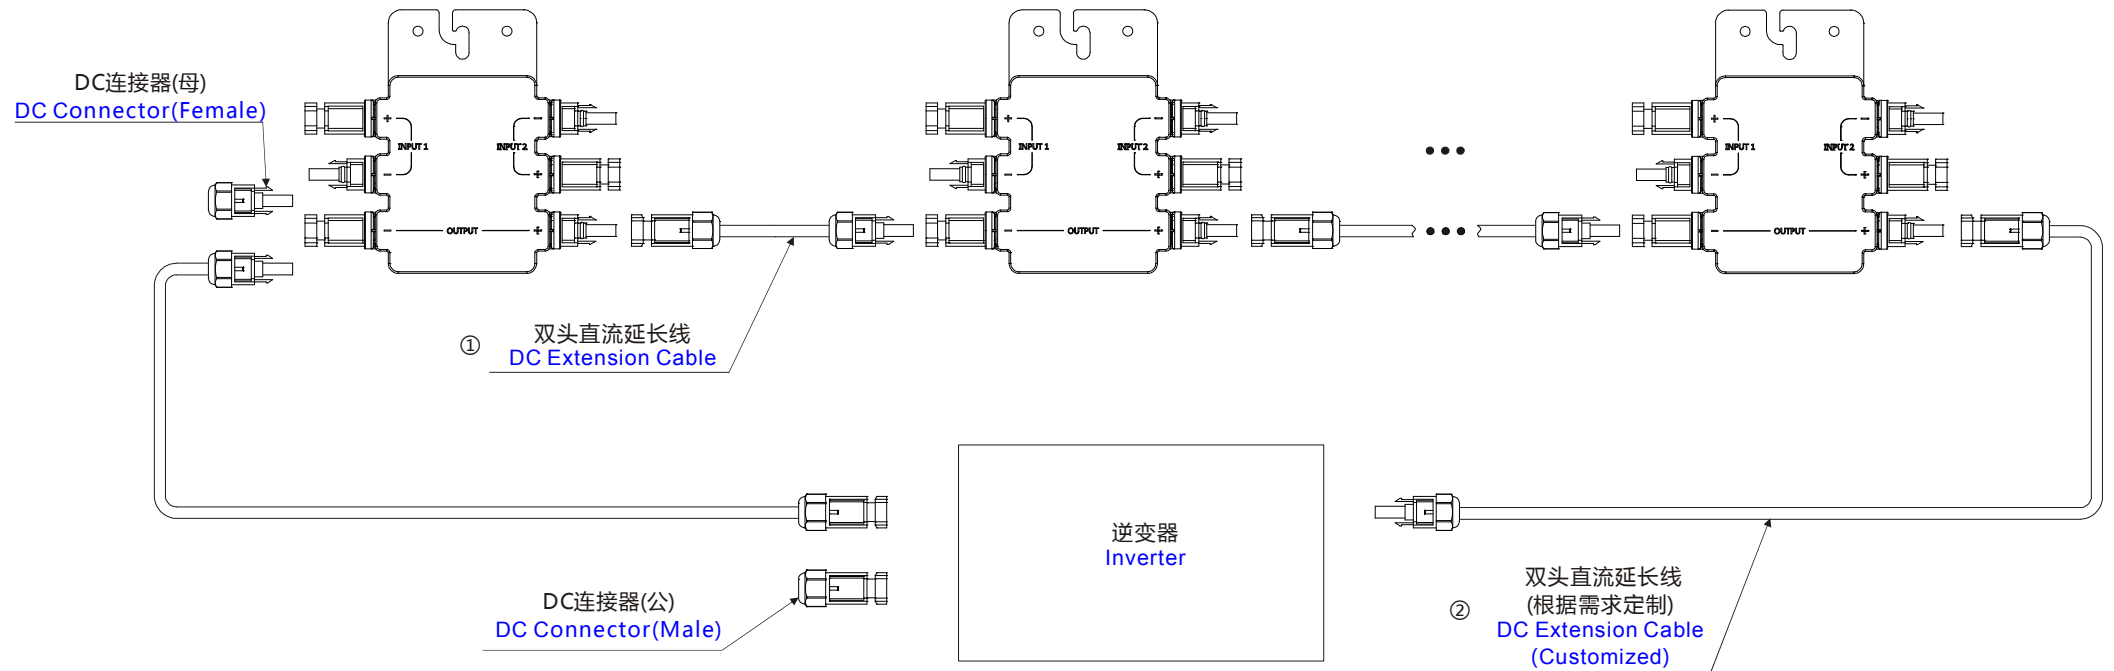 DC连接器(母)
DC Connector(Female)
+ INPUT 1 -
- INPUT 2 +
- OUTPUT +
+ INPUT 1 -
- INPUT 2 +
- OUTPUT +
+ INPUT 1 -
- INPUT 2 +
- OUTPUT +
① 双头直流延长线
DC Extension Cable
逆变器
Inverter
DC连接器(公)
DC Connector(Male)
双头直流延长线
② (根据需求定制)
DC Extension Cable
(Customized)